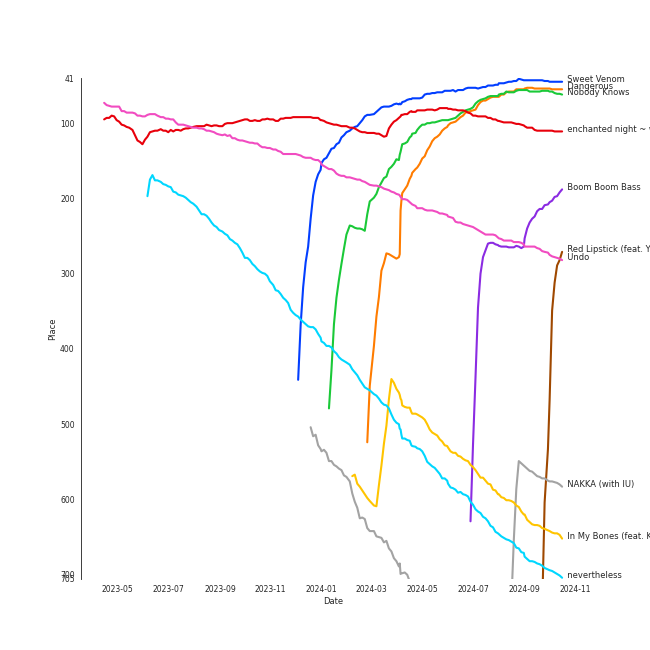 41
100
200
300
400
500
600
700
705
Place
2023-05
2023-07
2023-09
2023-11
2024-01
2024-03
2024-05
2024-07
2024-09
2024-11
Date
Sweet Venom
Dangerous
Nobody Knows
enchanted night ~
Boom Boom Bass
Red Lipstick (feat. Y
Undo
NAKKA (with IU)
In My Bones (feat. K
nevertheless